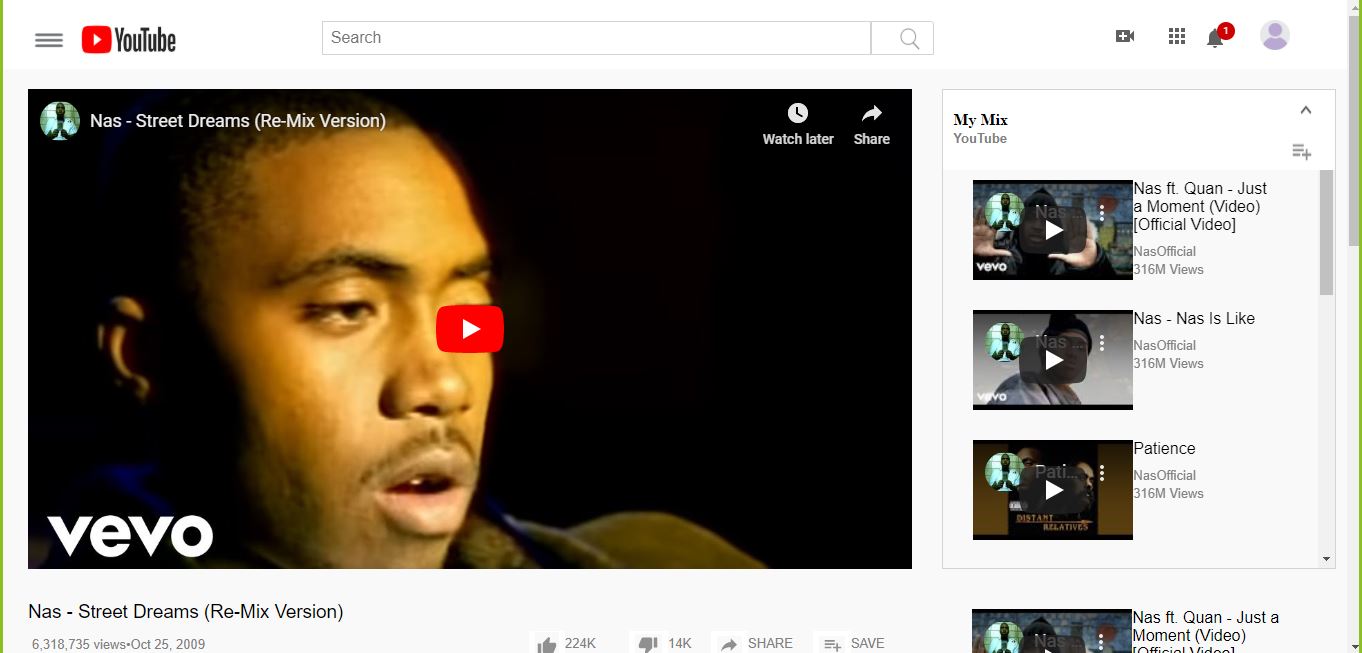 YouTube
Search
1
Nas - Street Dreams (Re-Mix Version)
Watch later
Share
vevo
Nas - Street Dreams (Re-Mix Version)
6,318,735 views•Oct 25, 2009
224K
14K
SHARE
SAVE
My Mix
YouTube
Nas ...
vevo
Nas ft. Quan - Just
a Moment (Video)
[Official Video]
NasOfficial
316M Views
Nas ...
vevo
Nas - Nas Is Like
NasOfficial
316M Views
Pati...
DISTANT
RELATIVES
Patience
NasOfficial
316M Views
Nas ...
Nas ft. Quan - Just a
Moment (Video)
[Official Video]